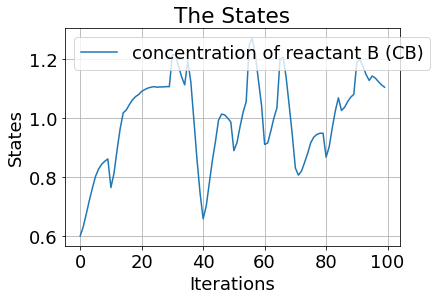 The States
concentration of reactant B (CB)
States
1.2
1.0
0.8
0.6
0
20
40
60
80
100
Iterations